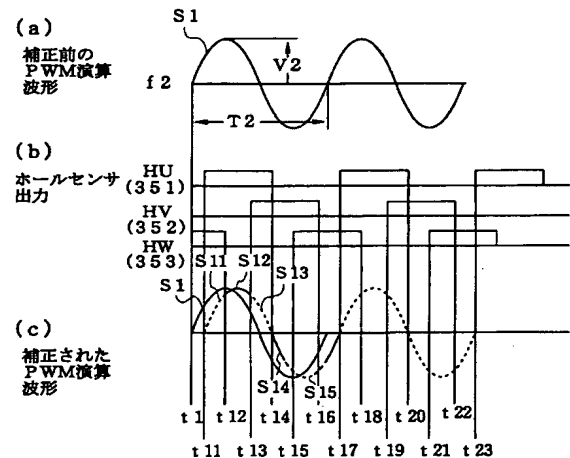 (a)
S1
補正前の
PWM演算
波形
f2
V2
T2
(b)
ホールセンサ
出力
HU
(351)
HV
(352)
HW
(353)
S1
S11
S12
S13
(c)
補正された
PWM演算
波形
S14
S15
t1
t12
t14
t16
t18
t20
t22
t11
t13
t15
t17
t19
t21
t23